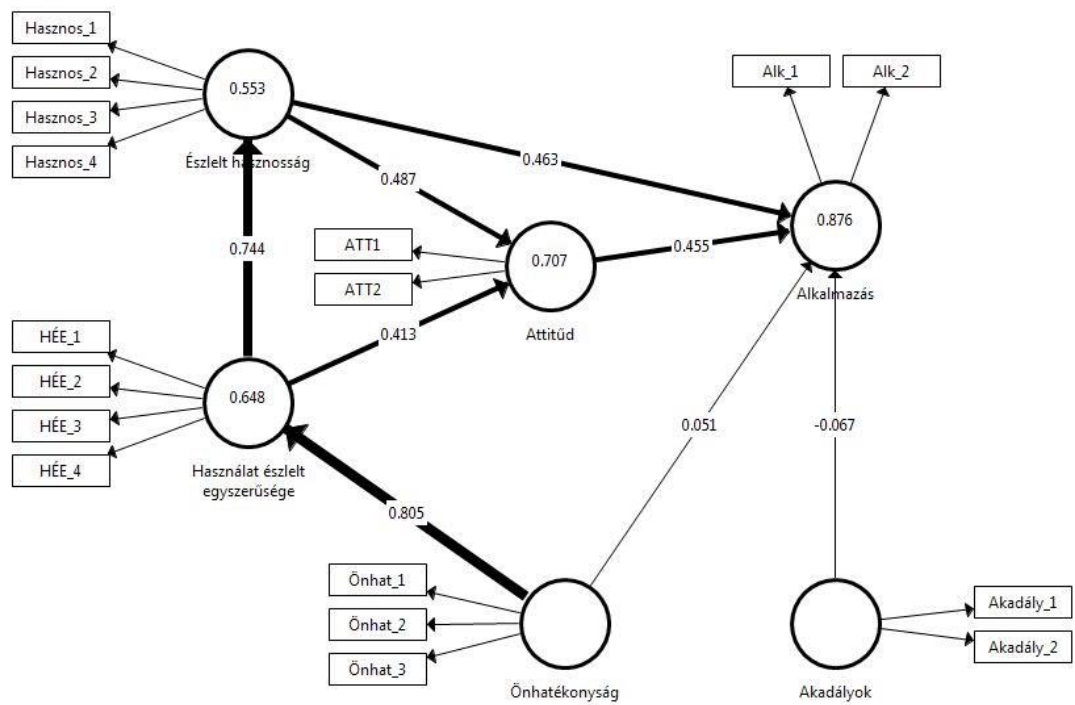 Hasznos_1
Hasznos_2
Hasznos_3
Hasznos_4
0.553
Észlelt hasznosság
Alk_1
Alk_2
0.463
0.487
0.876
Alkalmazás
ATT1
ATT2
0.707
Attitűd
0.455
0.744
0.413
HÉE_1
HÉE_2
HÉE_3
HÉE_4
0.648
Használat észlelt
egyszerűsége
0.051
-0.067
0.805
Önhat_1
Önhat_2
Önhat_3
Önhatékonyság
Akadály_1
Akadály_2
Akadályok